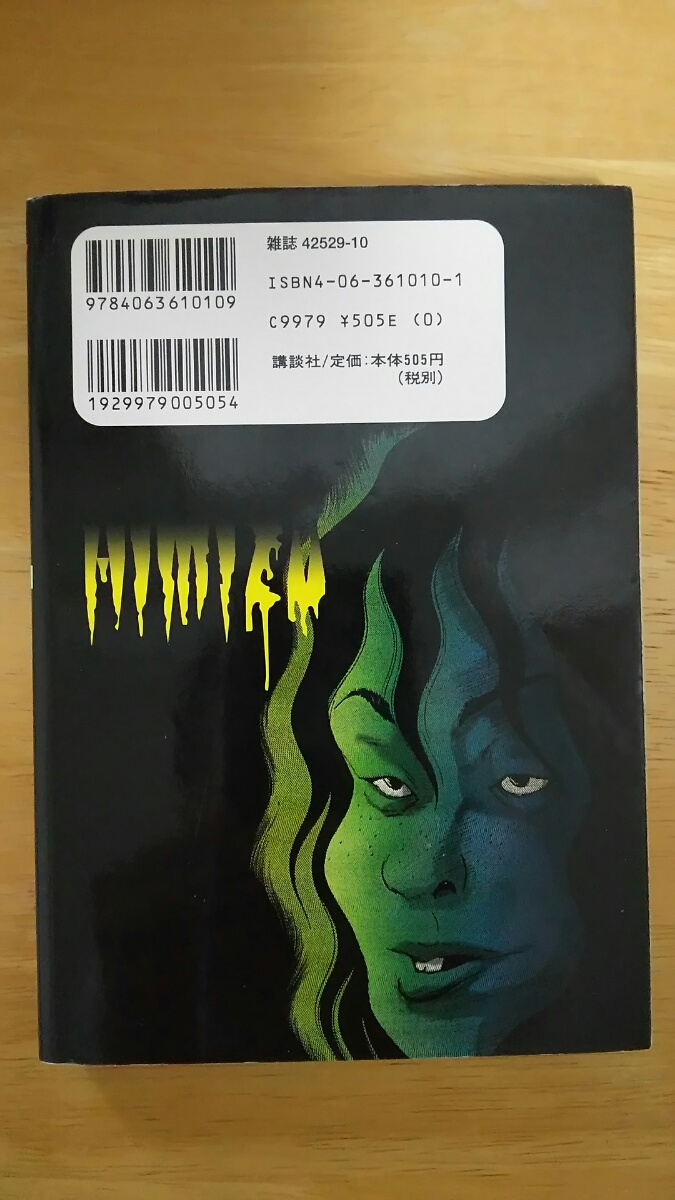 雑誌 42529-10
9784063610109
ISBN4-06-361010-1
C9979 ¥505E (0)
1929979005054
講談社/定価:本体505円
(税別)